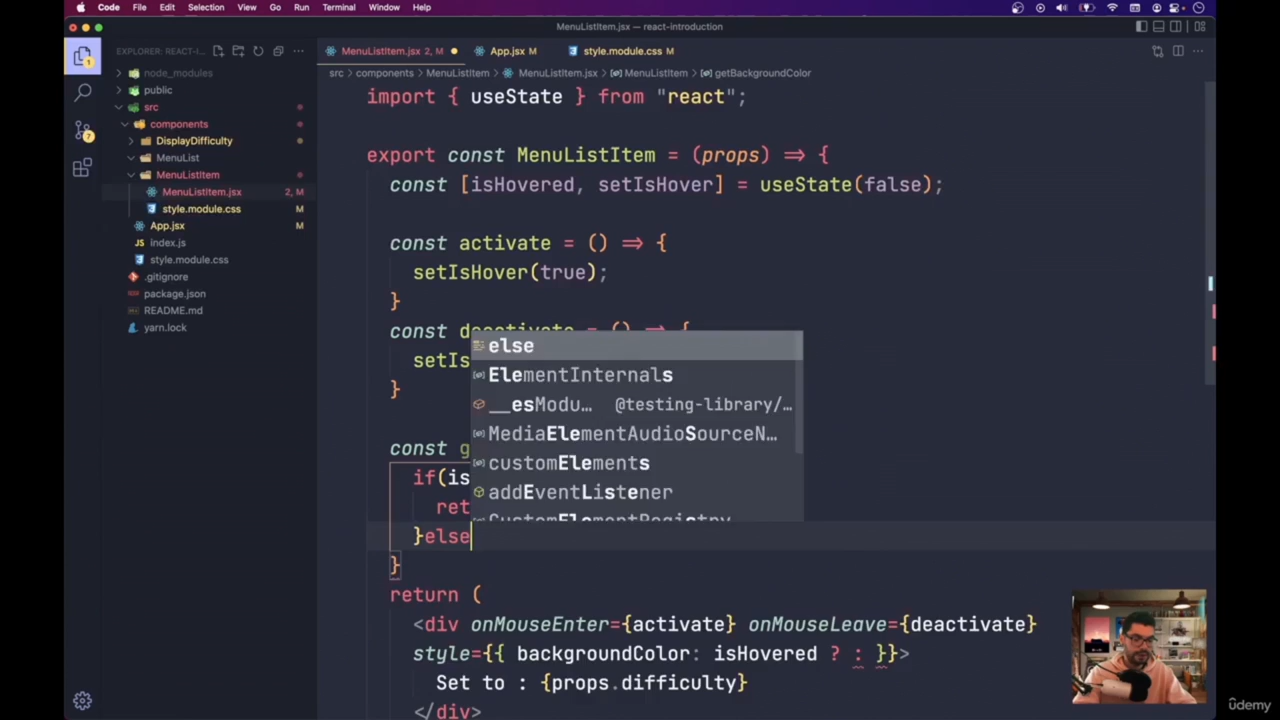 Code File Edit Selection View Go Run Terminal Window Help
MenuListItem.jsx — react-introduction
EXPLORER: REACT-I...
MenuListItem.jsx 2, M
App.jsx M
style.module.css M
src > components > MenuListItem > MenuListItem.jsx > MenuListItem > getBackgroundColor
node_modules
public
src
components
DisplayDifficulty
MenuList
MenuListItem
MenuListItem.jsx 2, M
style.module.css M
App.jsx M
index.js
style.module.css
.gitignore
package.json
README.md
yarn.lock
1
7
import { useState } from "react";
export const MenuListItem = (props) => {
const [isHovered, setIsHover] = useState(false);
const activate = () => {
setIsHover(true);
}
const deactivate = () => {
setIs
}
const g
if(is
ret
}else
}
else
ElementInternals
__esModu... @testing-library/...
MediaElementAudioSourceN...
customElements
addEventListener
CustomElementRegistry
return (
<div onMouseEnter={activate} onMouseLeave={deactivate}
style={{ backgroundColor: isHovered ? : }}>
Set to : {props.difficulty}
</div>
udemy